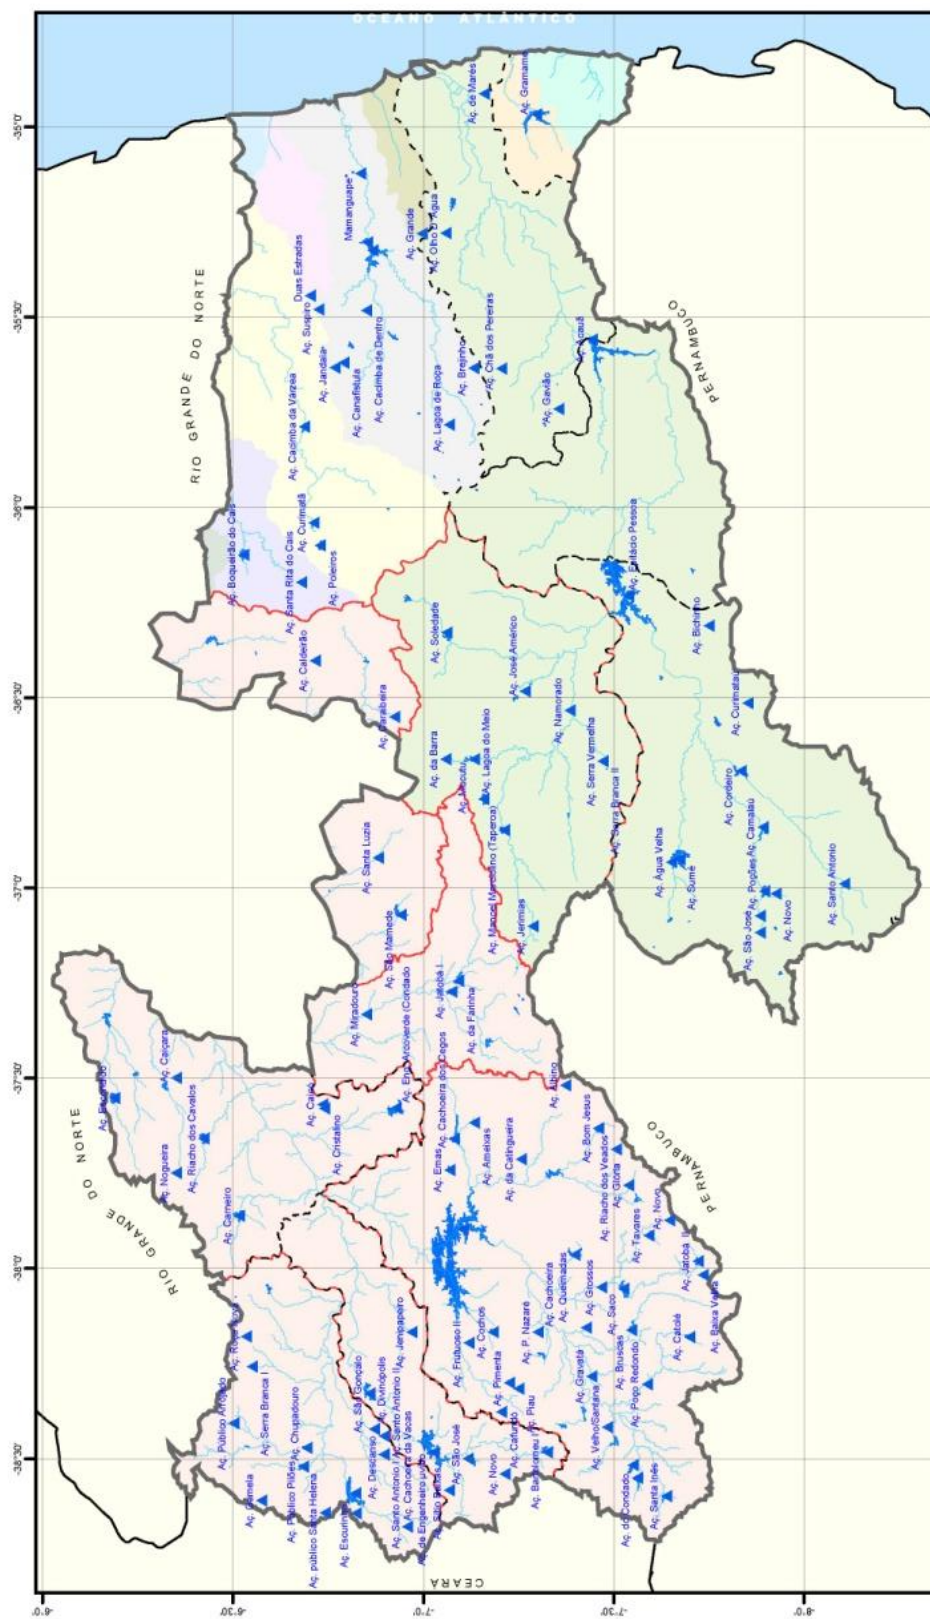 OCEANO ATLÂNTICO
RIO GRANDE DO NORTE
RIO GRANDE DO NORTE
PERNAMBUCO
PERNAMBUCO
CEARÁ
-38°30'
-38°0'
-37°30'
-37°0'
-36°30'
-36°0'
-35°30'
-35°0'
-6°0'
-6°30'
-7°0'
-7°30'
-8°0'
Aç. de Marés
Aç. Gramame
Mamanguape*
Aç. Grande
Aç. Olho D'Água
Duas Estradas
Aç. Suspiro
Aç. Jandaia
Aç. Canafístula
Aç. Cacimba de Dentro
Aç. Cacimba da Várzea
Aç. Lagoa de Roça
Aç. Brejinho
Aç. Chã dos Pereiras
Aç. Gavião
Aç. Acauã
Aç. Boqueirão do Cais
Aç. Santa Rita do Cais
Aç. Curimatã
Aç. Poleiros
Aç. Caldeirão
Aç. Caraibeira
Aç. Soledade
Aç. José Américo
Aç. Namorado
Aç. Epitácio Pessoa
Aç. Bichinho
Aç. Curimataú
Aç. da Barra
Aç. Lagoa do Meio
Aç. Serra Vermelha
Aç. Serra Branca II
Aç. Manoel Marcelino (Taperoá)
Aç. Jerimias
Aç. Cordeiro
Aç. Camalaú
Aç. Água Velha
Aç. Sumé
Aç. Poções
Aç. São José
Aç. Novo
Aç. Santo Antonio
Aç. Santa Luzia
Aç. São Mamede
Aç. Miradouro
Aç. Jatobá I
Aç. da Farinha
Aç. Eng. Arcoverde (Condado)
Aç. Escondido
Aç. Caiçara
Aç. Riacho dos Cavalos
Aç. Nogueira
Aç. Carneiro
Aç. Cristalino
Aç. Cachoeira dos Cegos
Aç. Emas
Aç. Ameixas
Aç. da Catingueira
Aç. Albino
Aç. Bom Jesus
Aç. Riacho dos Veados
Aç. Glória
Aç. Novo
Aç. Tavares
Aç. Jatobá II
Aç. Baixa Verde
Aç. Catolé
Aç. Cachoeira
Aç. Queimadas
Aç. Glossos
Aç. Saco
Aç. Bruscas
Aç. Poço Redondo
Aç. Gravatá
Aç. Velho/Santana
Aç. do Condado
Aç. Santa Inês
Aç. Jenipapeiro
Aç. Frutuoso II
Aç. Cochos
Aç. P. Nazaré
Aç. Pimenta
Aç. Piau
Aç. Cafundó
Aç. Bartolomeu I
Aç. Novo
Aç. São José
Aç. Público Arrojado
Aç. Serra Branca I
Aç. Chupadouro
Aç. Público Pilões
Aç. público Santa Helena
Aç. Escurinho
Aç. São Gonçalo
Aç. Divinópolis
Aç. Descanso
Aç. Santo Antonio II
Aç. Santo Antonio I
Aç. Cachoeira da Vacas